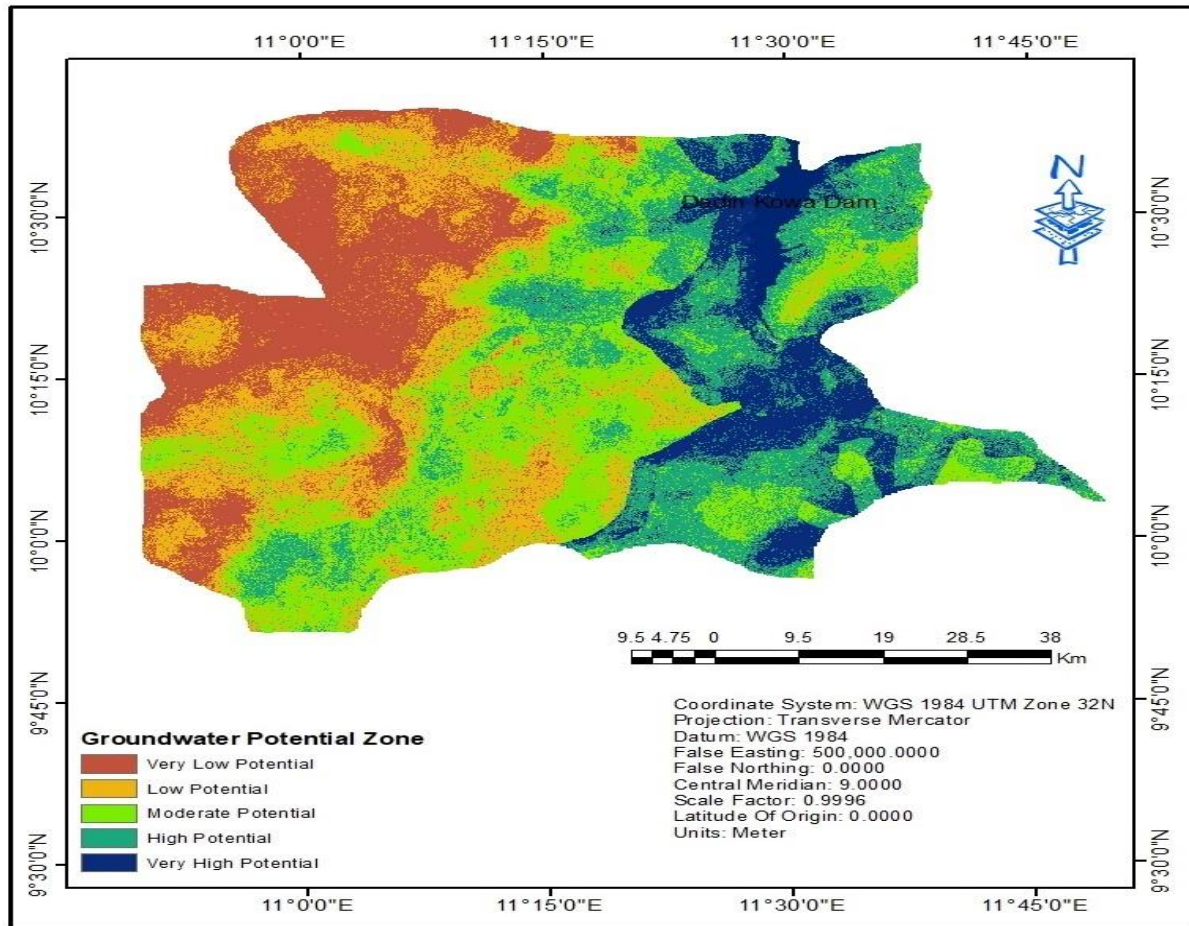 11°0'0"E 11°15'0"E 11°30'0"E 11°45'0"E
10°30'0"N
10°15'0"N
10°0'0"N
9°45'0"N
9°30'0"N
N
Dadin Kowa Dam
10°30'0"N
10°15'0"N
10°0'0"N
9°45'0"N
9°30'0"N
9.5 4.75 0 9.5 19 28.5 38
Km
Coordinate System: WGS 1984 UTM Zone 32N
Projection: Transverse Mercator
Datum: WGS 1984
False Easting: 500,000.0000
False Northing: 0.0000
Central Meridian: 9.0000
Scale Factor: 0.9996
Latitude Of Origin: 0.0000
Units: Meter
Groundwater Potential Zone
Very Low Potential
Low Potential
Moderate Potential
High Potential
Very High Potential
11°0'0"E 11°15'0"E 11°30'0"E 11°45'0"E